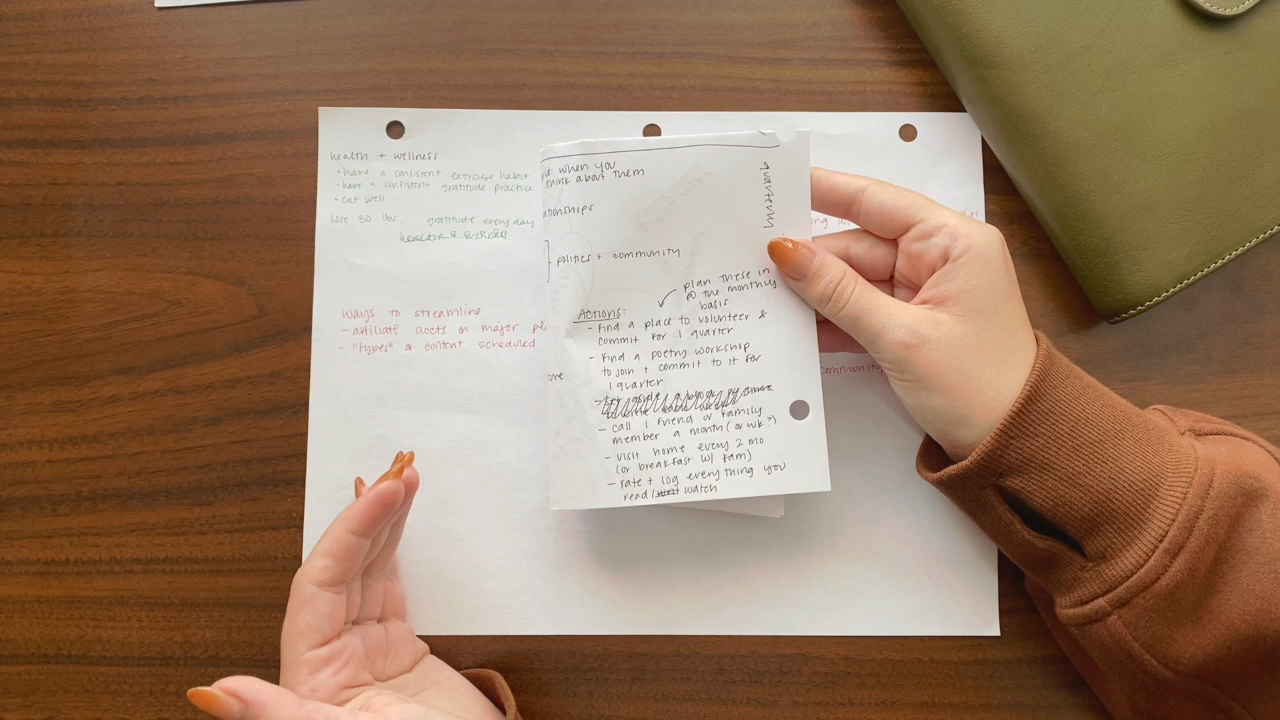 health + wellness
• have a consistent exercise habit
• have a consistent gratitude practice
• eat well
lose 30 lbs. gratitude every day
ways to streamline
- affiliate accts on major
- "types" of content scheduled
when you
think about them
quarterly
politics + community
plan these in
@ the monthly
basis.
Actions:
- Find a place to volunteer &
commit for 1 quarter
- Find a poetry workshop
to join + commit to it for
1 quarter
- call 1 friend or family
member a month (or wk?)
- visit home every 2 mo
(or breakfast w/ fam)
- rate + log everything you
read / watch
community